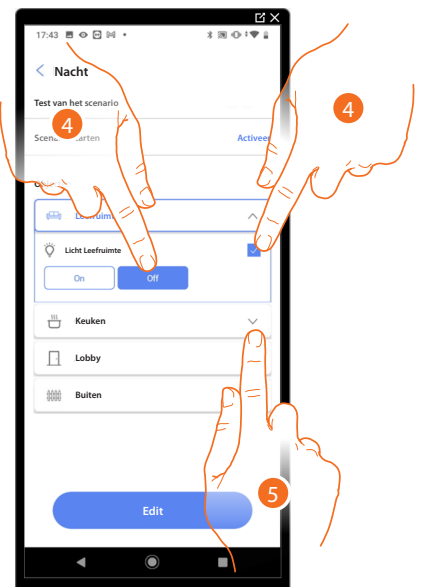 17:43
Nacht
Test van het scenario
4
4
Activeer
Leefruimte
Licht Leefruimte
On Off
Keuken
Lobby
Buiten
5
Edit